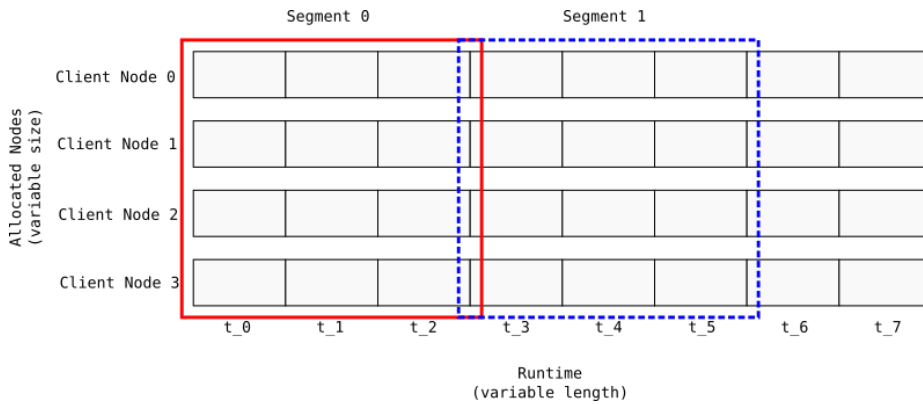 Segment 0
Segment 1
Allocated Nodes
(variable size)
Client Node 0
Client Node 1
Client Node 2
Client Node 3
t_0
t_1
t_2
t_3
t_4
t_5
t_6
t_7
Runtime
(variable length)